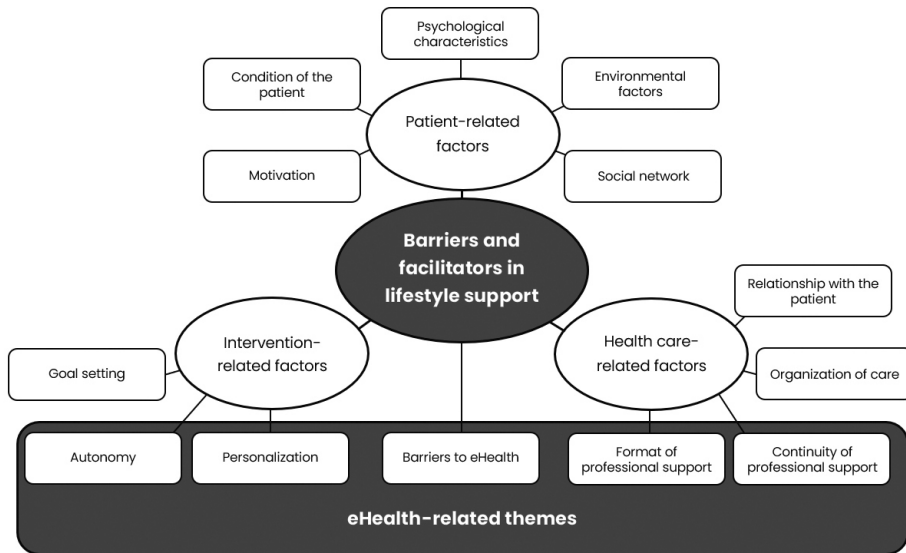 Psychological
characteristics
Condition of the
patient
Environmental
factors
Patient-related
factors
Motivation
Social network
Barriers and
facilitators in
lifestyle support
Relationship with the
patient
Intervention-
related factors
Health care-
related factors
Goal setting
Organization of care
Autonomy
Personalization
Barriers to eHealth
Format of
professional support
Continuity of
professional support
eHealth-related themes